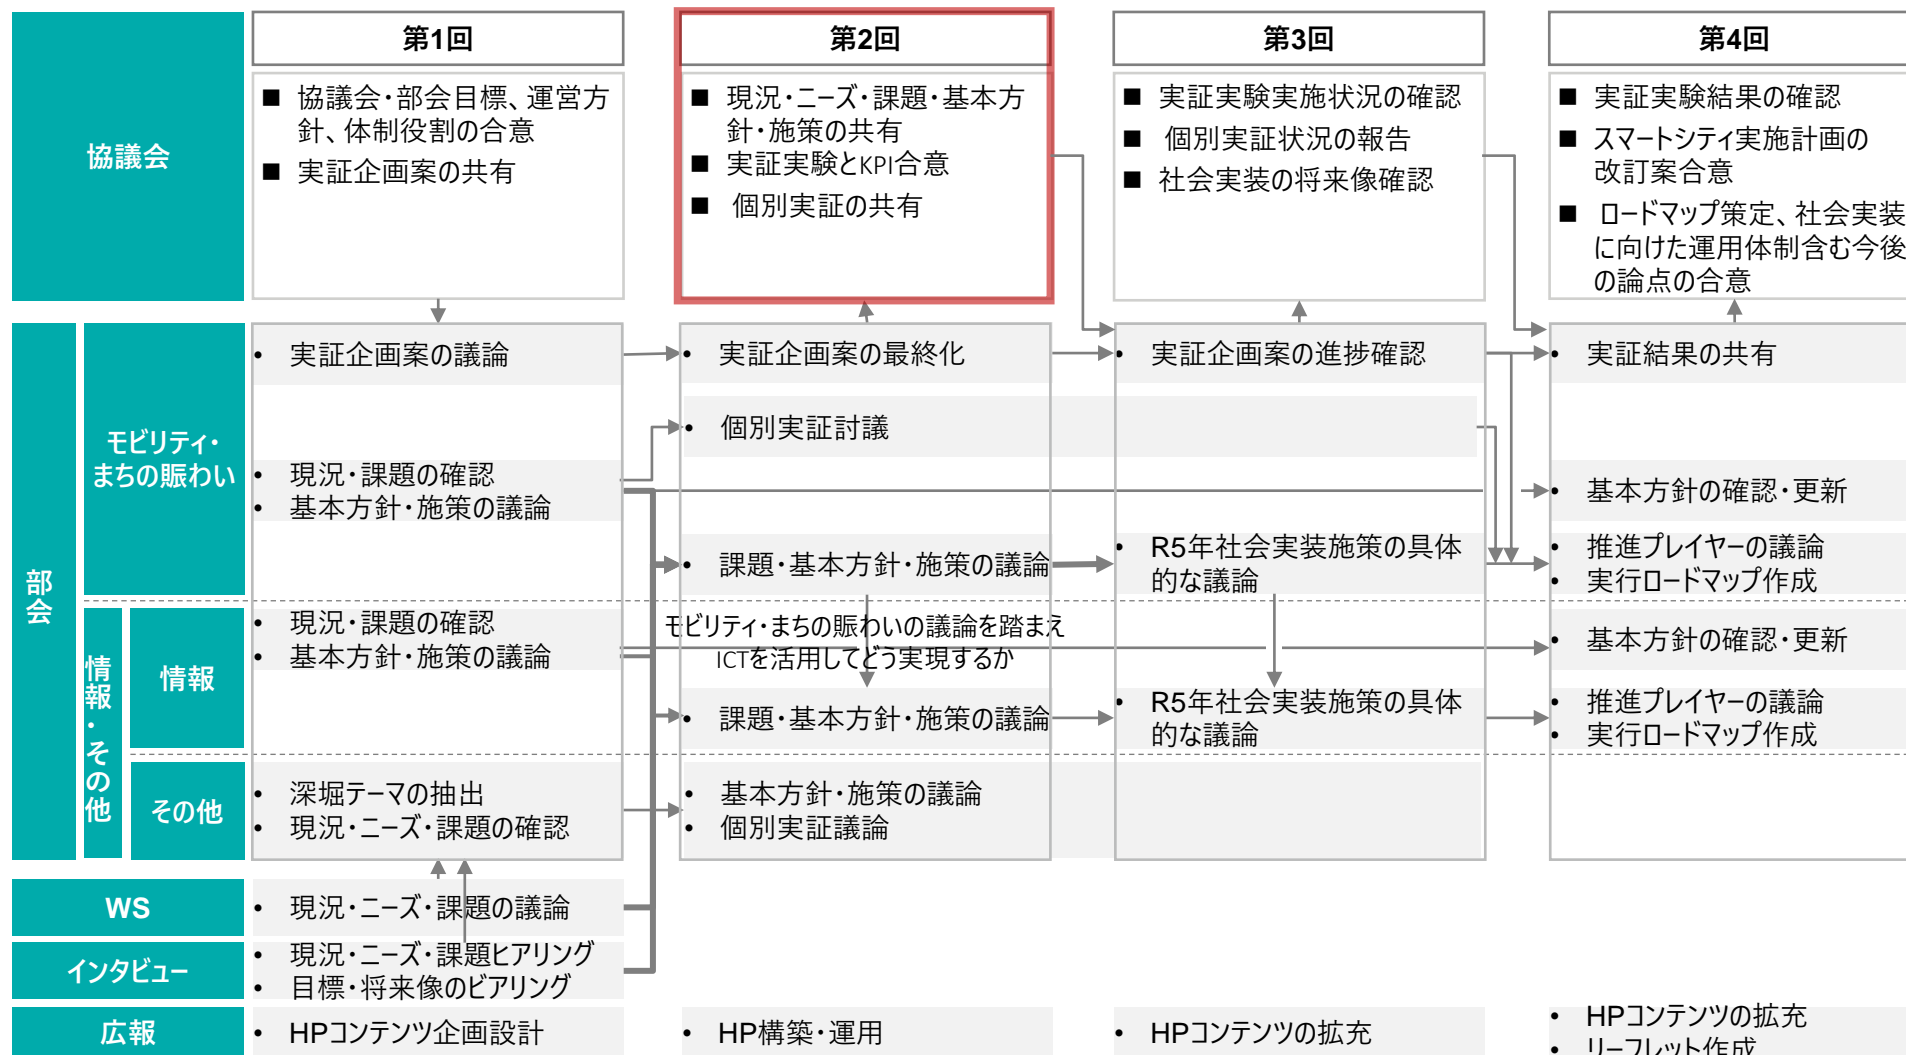 第1回
第2回
第3回
第4回
協議会
■ 協議会・部会目標、運営方
針、体制役割の合意
■ 実証企画案の共有
■ 現況・ニーズ・課題・基本方
針・施策の共有
■ 実証実験とKPI合意
■ 個別実証の共有
■ 実証実験実施状況の確認
■ 個別実証状況の報告
■ 社会実装の将来像確認
■ 実証実験結果の確認
■ スマートシティ実施計画の
改訂案合意
■ ロードマップ策定、社会実装
に向けた運用体制含む今後
の論点の合意
部会
モビリティ・
まちの賑わい
• 実証企画案の議論
• 実証企画案の最終化
• 実証企画案の進捗確認
• 実証結果の共有
• 個別実証討議
• 現況・課題の確認
• 基本方針・施策の議論
• 基本方針の確認・更新
• 課題・基本方針・施策の議論
• R5年社会実装施策の具体
的な議論
• 推進プレイヤーの議論
• 実行ロードマップ作成
情報・その他
情報
• 現況・課題の確認
• 基本方針・施策の議論
モビリティ・まちの賑わいの議論を踏まえ
ICTを活用してどう実現するか
• 基本方針の確認・更新
• 課題・基本方針・施策の議論
• R5年社会実装施策の具体
的な議論
• 推進プレイヤーの議論
• 実行ロードマップ作成
その他
• 深堀テーマの抽出
• 現況・ニーズ・課題の確認
• 基本方針・施策の議論
• 個別実証議論
WS
• 現況・ニーズ・課題の議論
インタビュー
• 現況・ニーズ・課題ヒアリング
• 目標・将来像のビアリング
広報
• HPコンテンツ企画設計
• HP構築・運用
• HPコンテンツの拡充
• HPコンテンツの拡充
• リーフレット作成